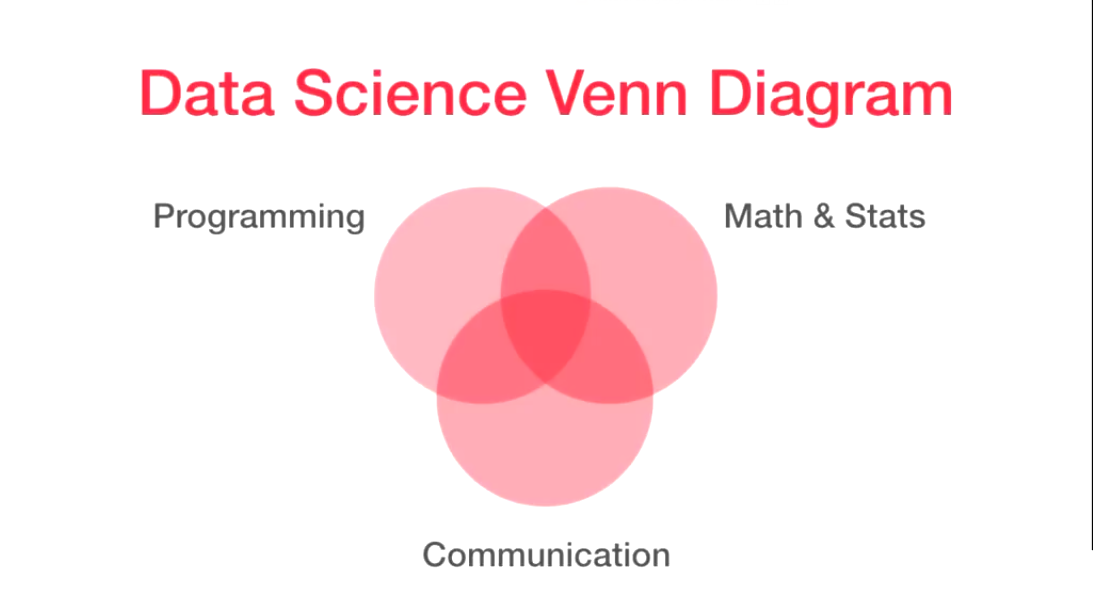 Data Science Venn Diagram
Programming
Math & Stats
Communication